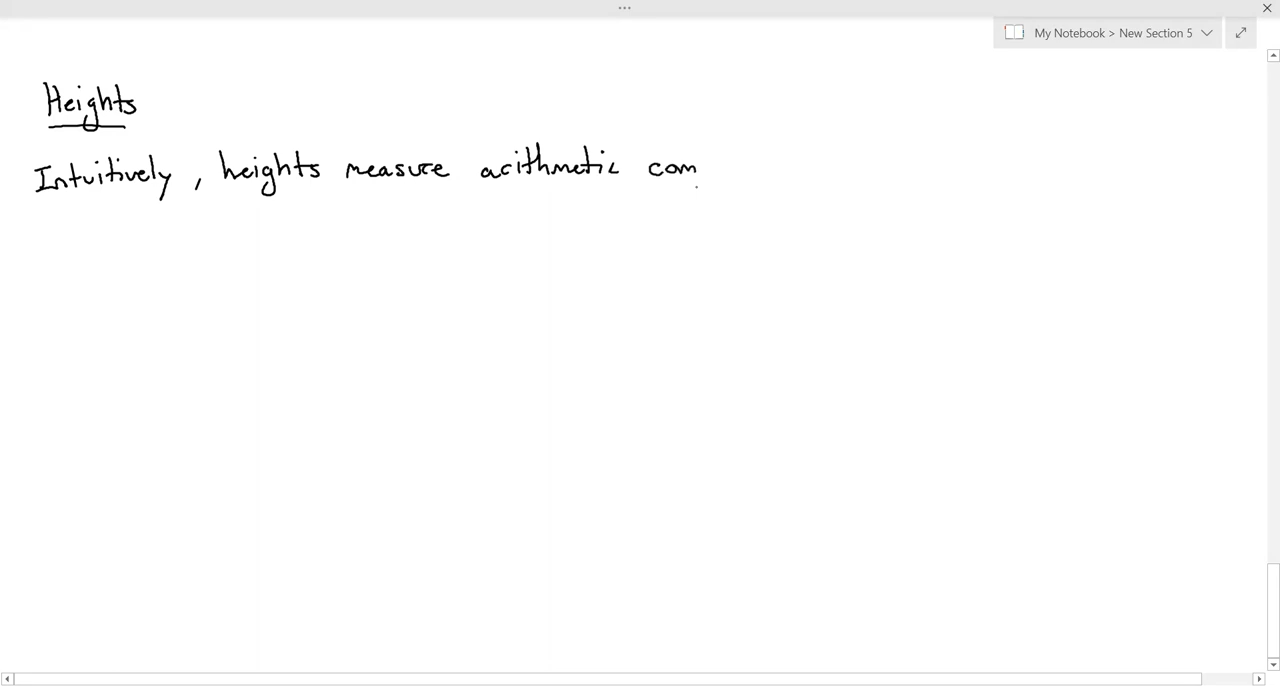 My Notebook > New Section 5
Heights
Intuitively, heights measure arithmetic com